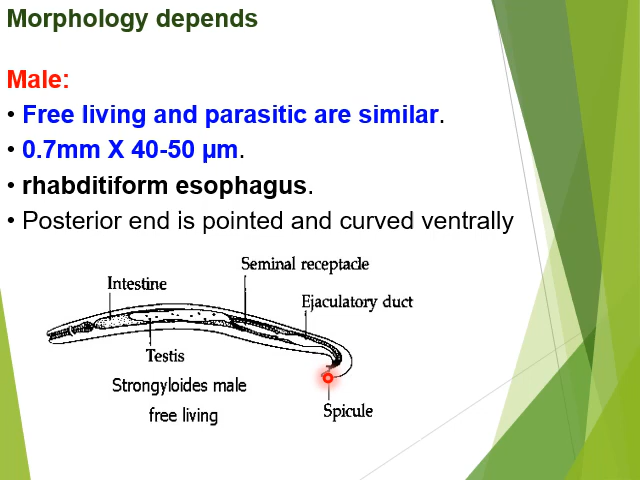 Morphology depends
Male:
• Free living and parasitic are similar.
• 0.7mm X 40-50 µm.
• rhabditiform esophagus.
• Posterior end is pointed and curved ventrally
Seminal receptacle
Intestine
Ejaculatory duct
Testis
Strongyloides male
free living
Spicule